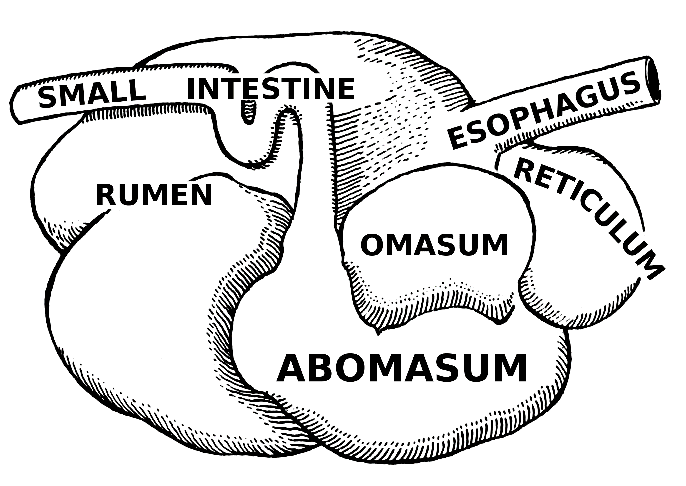 SMALL INTESTINE
ESOPHAGUS
RETICULUM
RUMEN
OMASUM
ABOMASUM